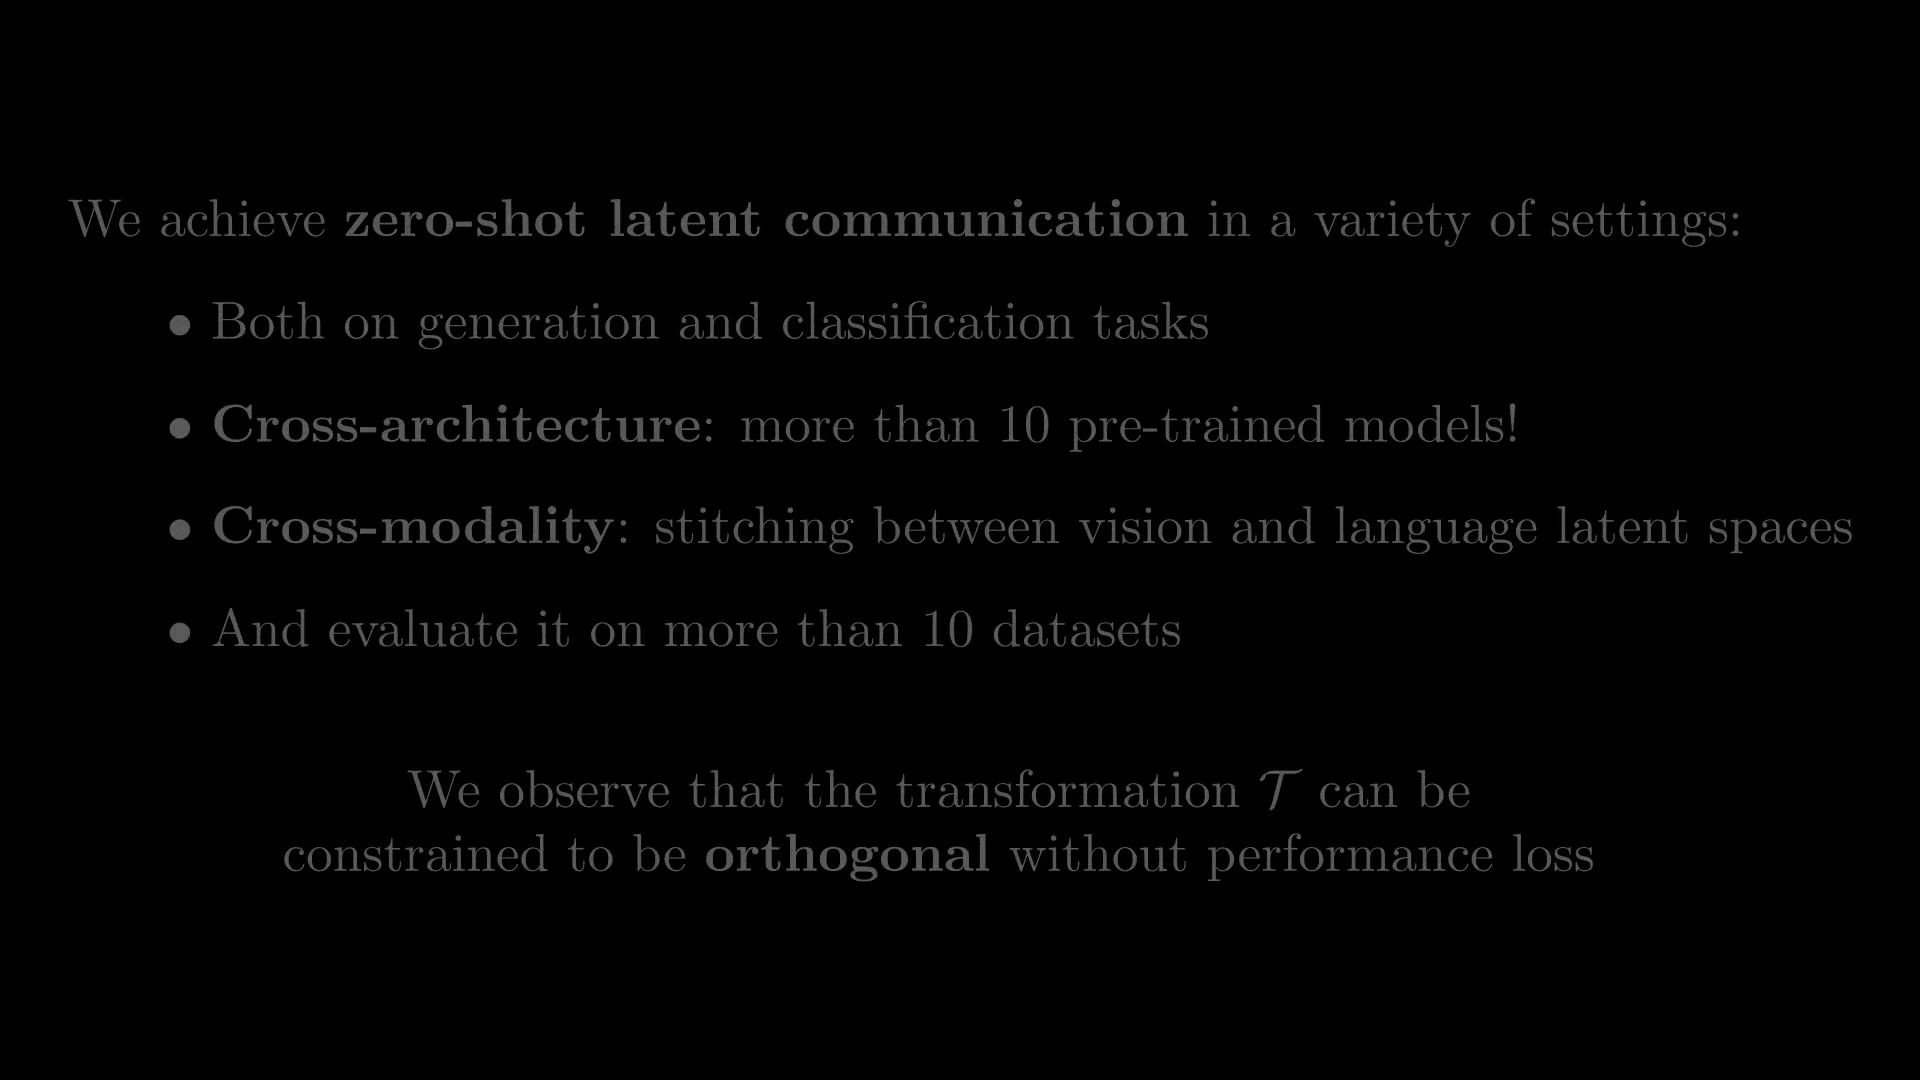 We achieve zero-shot latent communication in a variety of settings:
• Both on generation and classification tasks
• Cross-architecture: more than 10 pre-trained models!
• Cross-modality: stitching between vision and language latent spaces
• And evaluate it on more than 10 datasets
We observe that the transformation 𝒯 can be
constrained to be orthogonal without performance loss